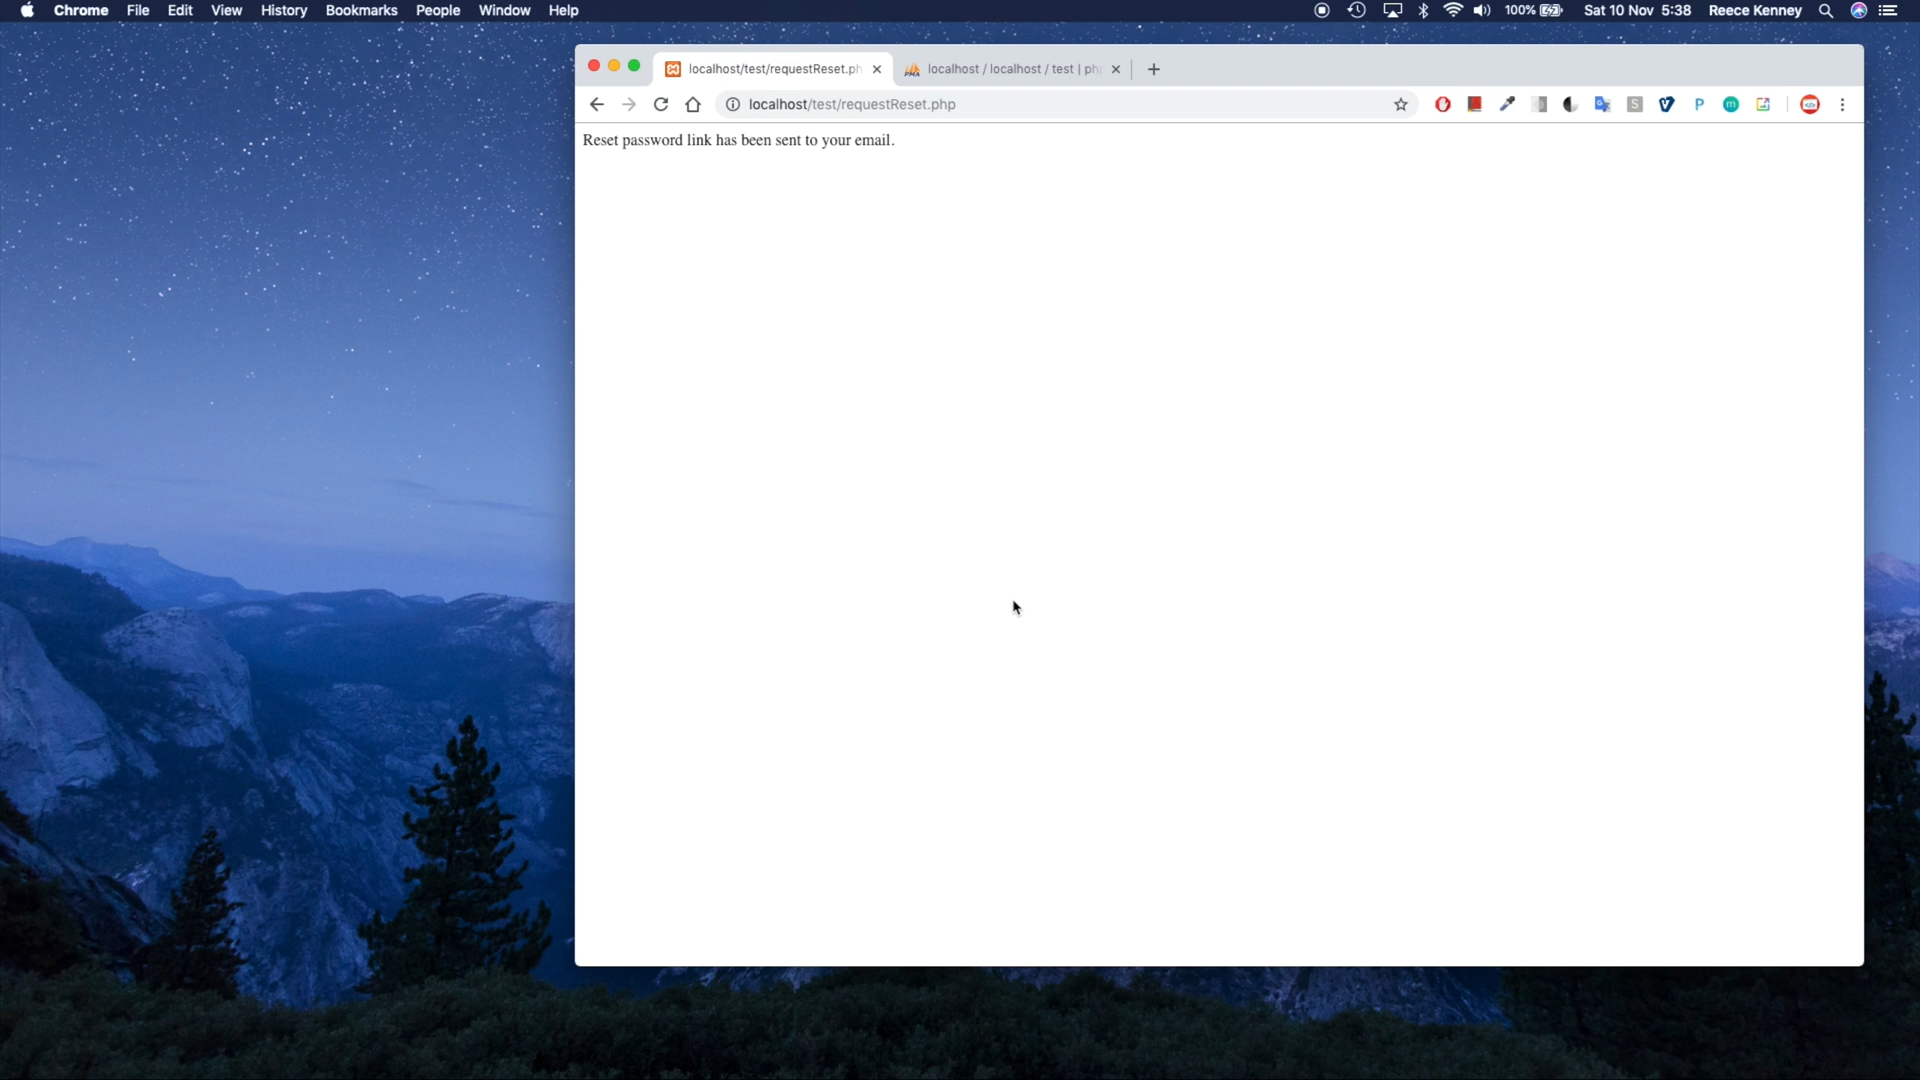 Chrome File Edit View History Bookmarks People Window Help 100% Sat 10 Nov 5:38 Reece Kenney
localhost/test/requestReset.ph localhost / localhost / test | ph
localhost/test/requestReset.php
Reset password link has been sent to your email.